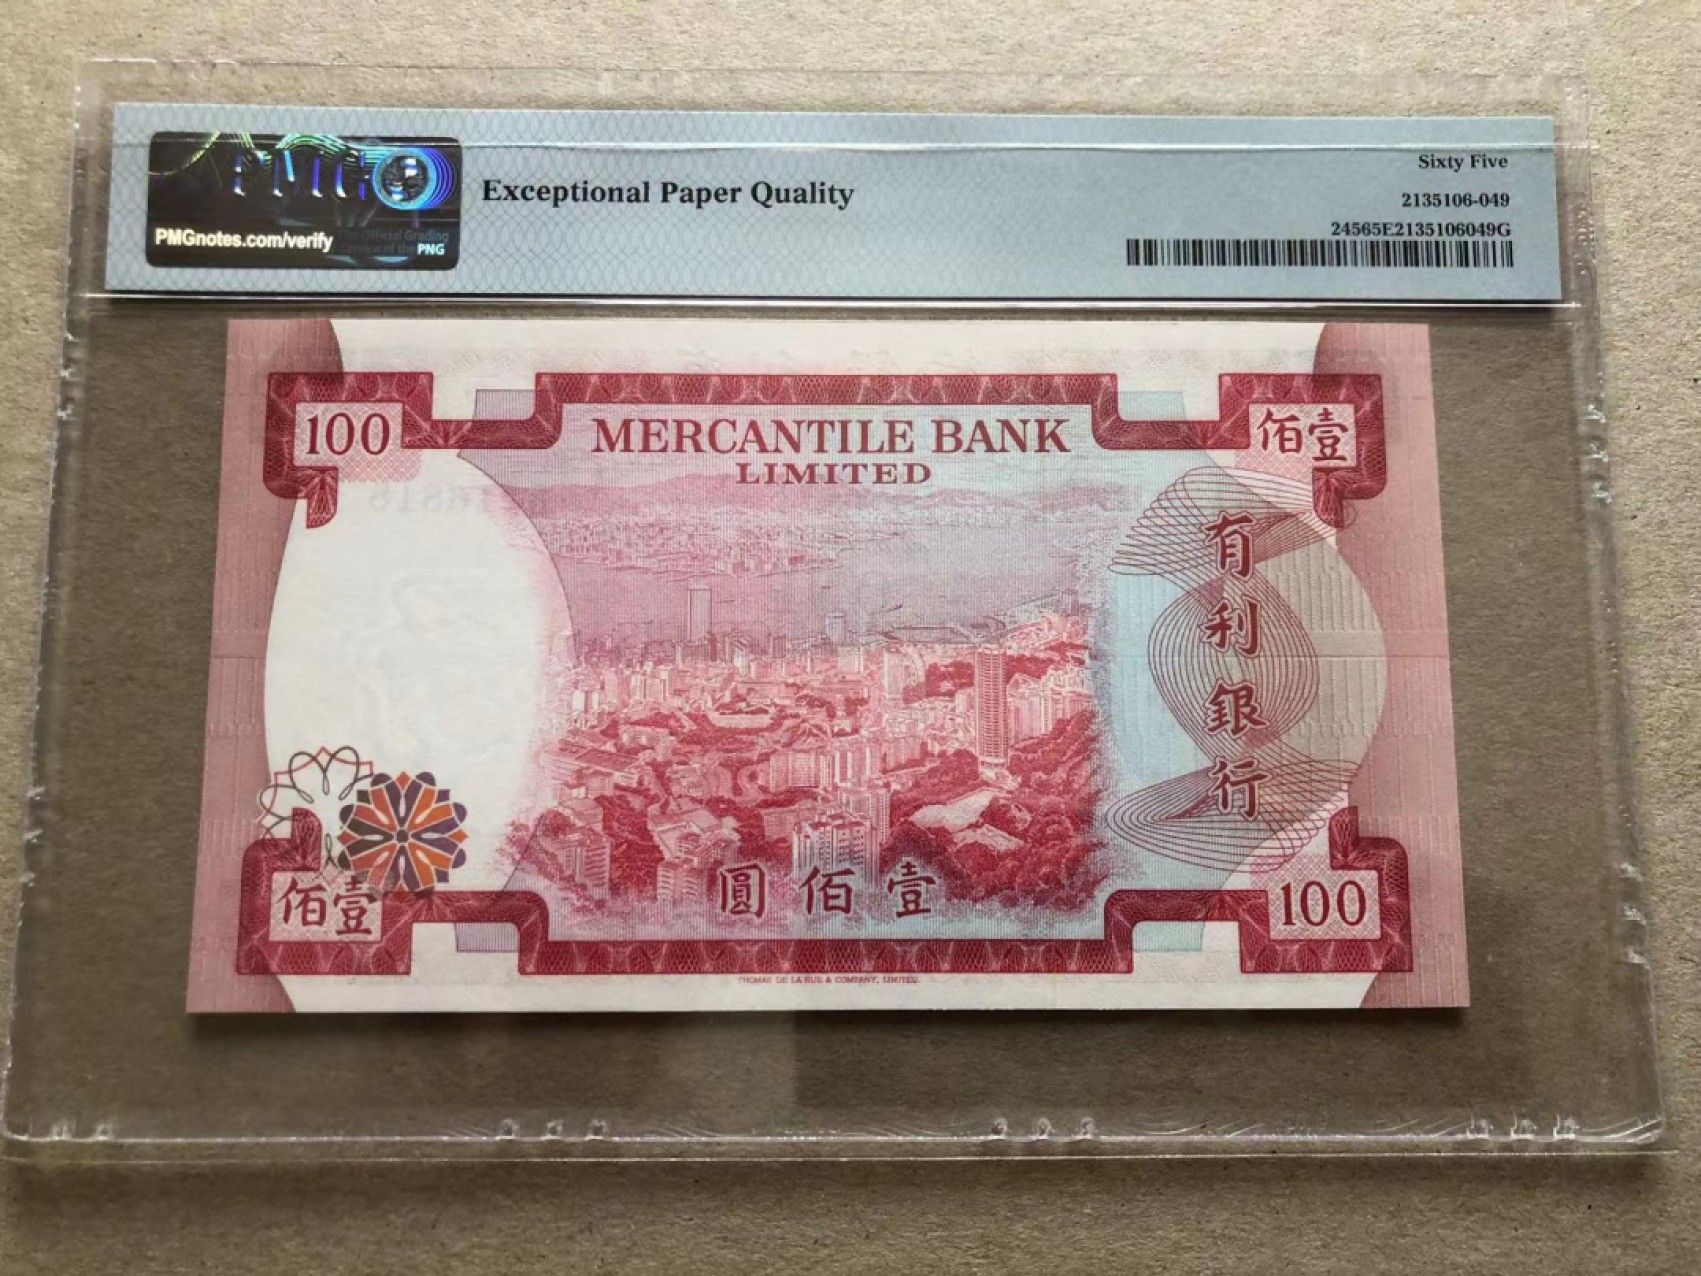 PMG
Exceptional Paper Quality
Sixty Five
2135106-049
24565E2135106049G
PMGnotes.com/verify
PNG
100
MERCANTILE BANK
LIMITED
佰壹
有利銀行
圓佰壹
佰壹
100
THOMAS DE LA RUE & COMPANY, LIMITED.